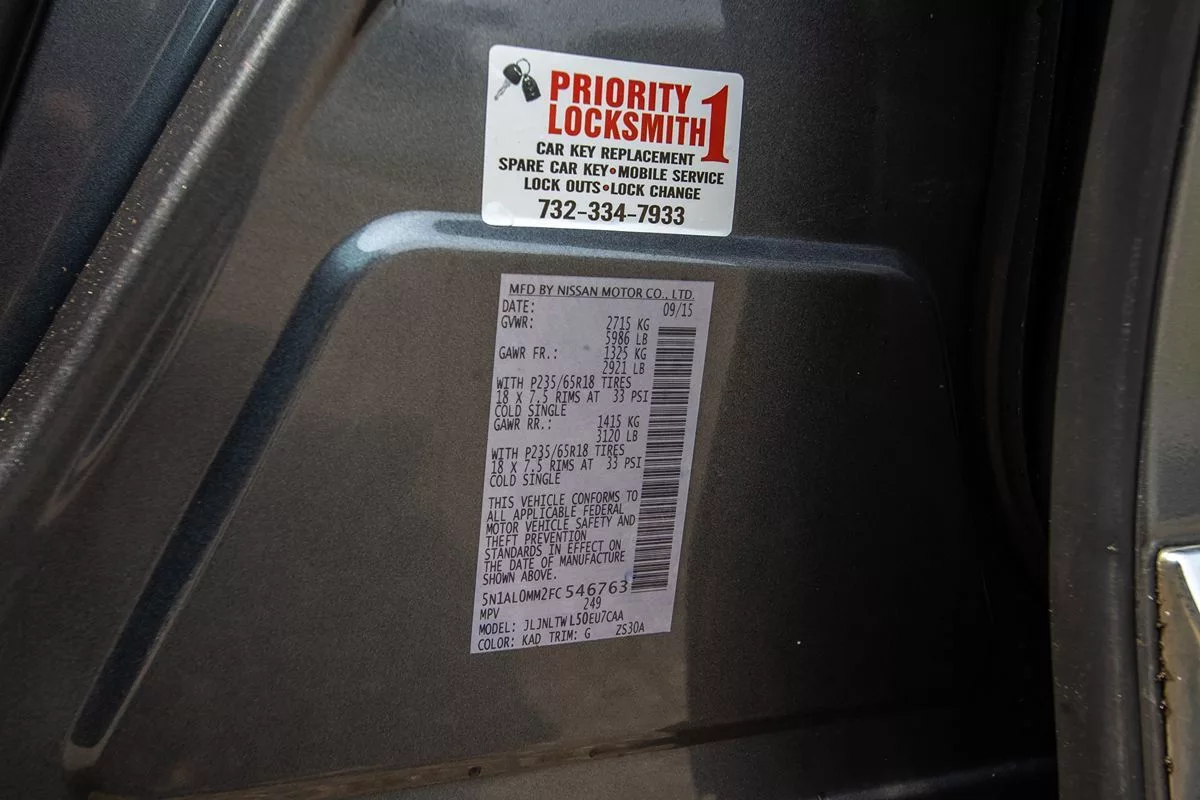 PRIORITY
LOCKSMITH 1
CAR KEY REPLACEMENT
SPARE CAR KEY•MOBILE SERVICE
LOCK OUTS•LOCK CHANGE
732-334-7933
MFD BY NISSAN MOTOR CO., LTD.
DATE: 09/15
GVWR: 2715 KG
5986 LB
GAWR FR.: 1325 KG
2921 LB
WITH P235/65R18 TIRES
18 X 7.5 RIMS AT 33 PSI
COLD SINGLE
GAWR RR.: 1415 KG
3120 LB
WITH P235/65R18 TIRES
18 X 7.5 RIMS AT 33 PSI
COLD SINGLE
THIS VEHICLE CONFORMS TO
ALL APPLICABLE FEDERAL
MOTOR VEHICLE SAFETY AND
THEFT PREVENTION
STANDARDS IN EFFECT ON
THE DATE OF MANUFACTURE
SHOWN ABOVE.
5N1AL0MM2FC546763
MPV 249
MODEL: JLJNLTWL50EU7CAA
COLOR: KAD TRIM: G ZS30A